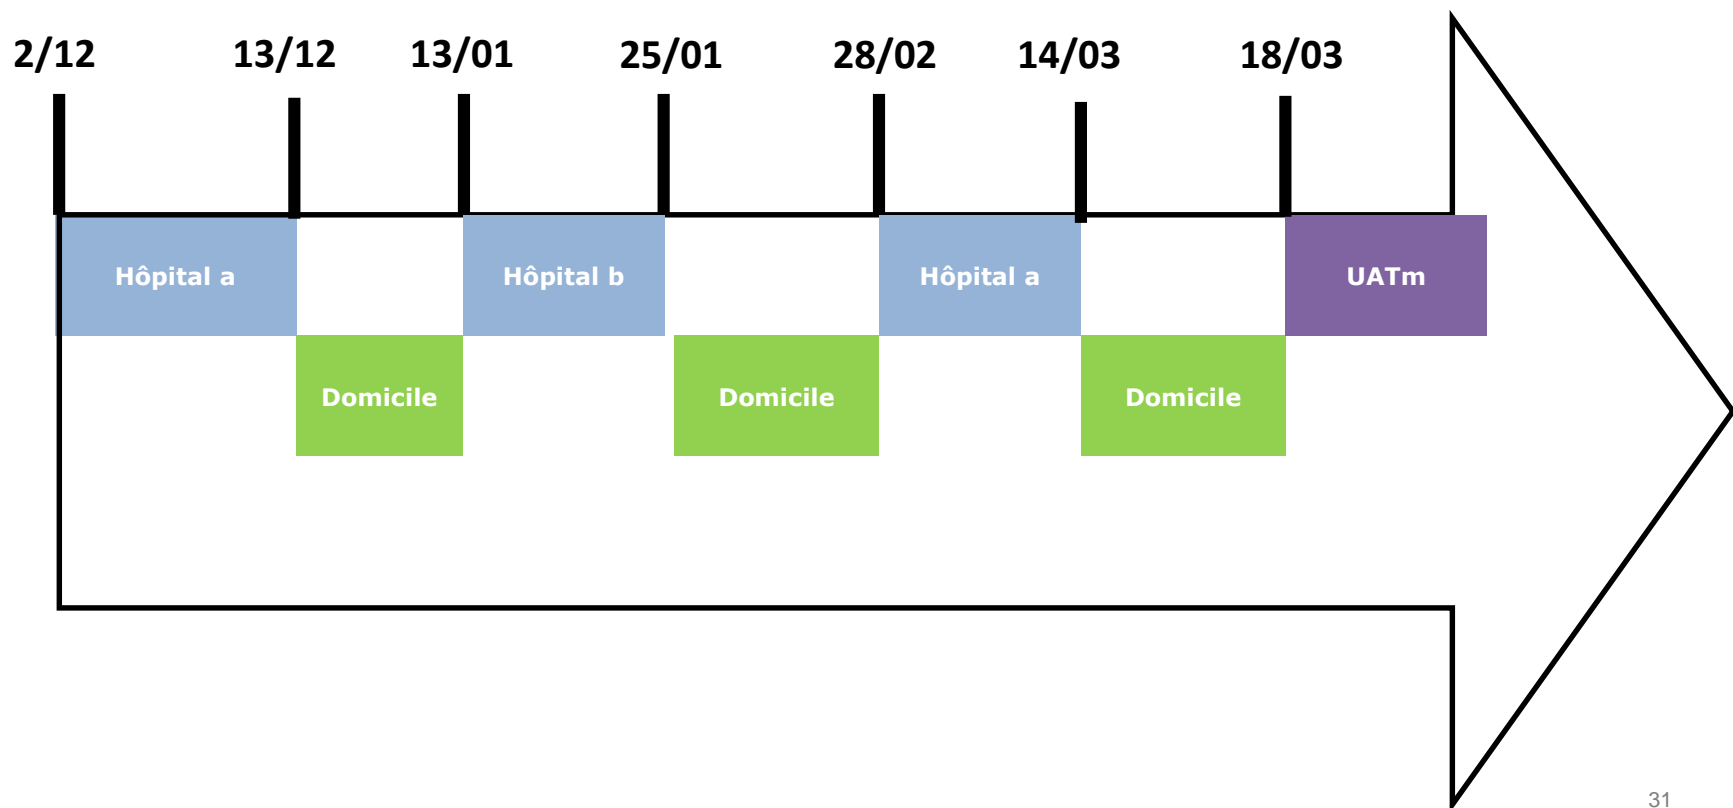 2/12 13/12 13/01 25/01 28/02 14/03 18/03
Hôpital a Hôpital b Hôpital a UATm
Domicile Domicile Domicile
31